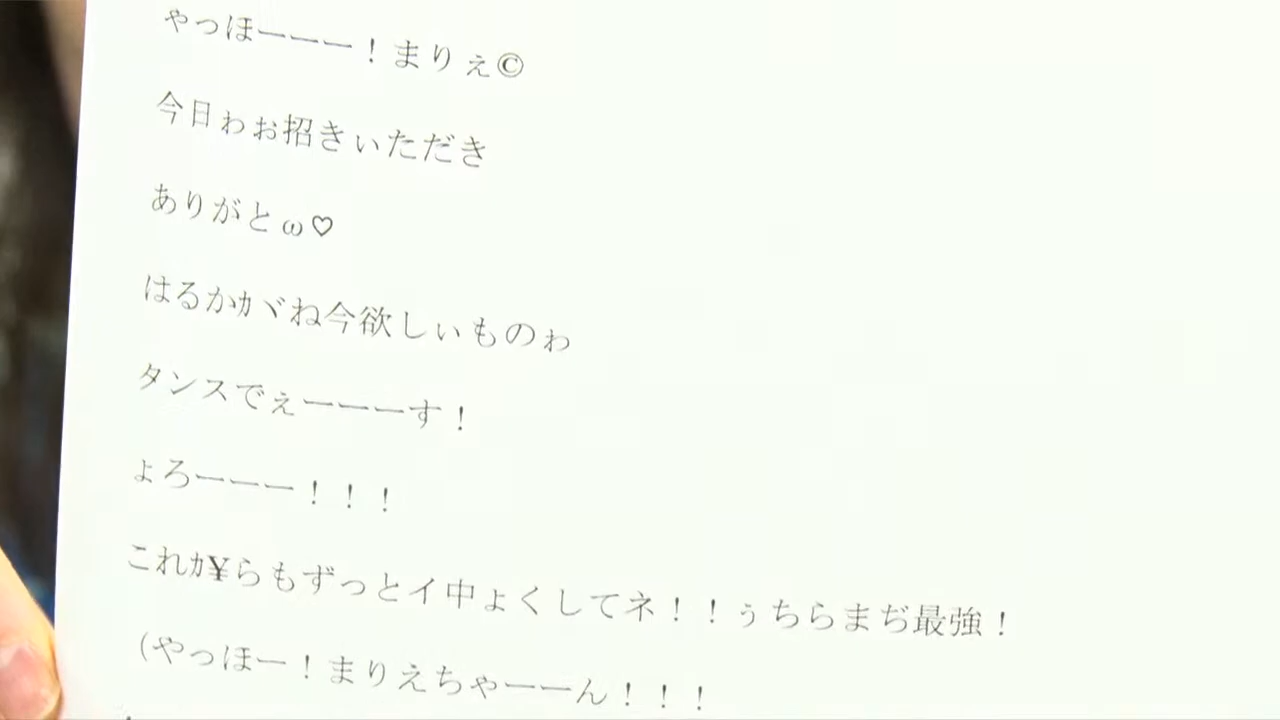 やっほーーー！まりぇ©
今日ゎぉ招きぃただき
ありがとω♡
はるかｶヾね今欲しぃものゎ
タンスでぇーーーす！
ょろーーー！！！
これｶ¥らもずっとイ中ょくしてネ！！ぅちらまぢ最強！
（やっほー！まりえちゃーーん！！！